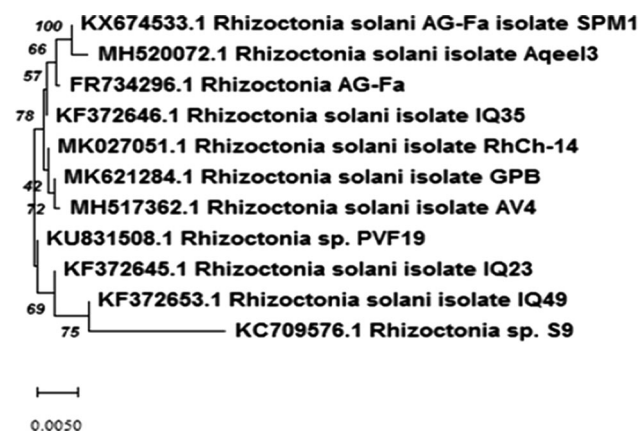 100 KX674533.1 Rhizoctonia solani AG-Fa isolate SPM1
66 MH520072.1 Rhizoctonia solani isolate Aqeel3
57 FR734296.1 Rhizoctonia AG-Fa
78 KF372646.1 Rhizoctonia solani isolate IQ35
MK027051.1 Rhizoctonia solani isolate RhCh-14
42 MK621284.1 Rhizoctonia solani isolate GPB
72 MH517362.1 Rhizoctonia solani isolate AV4
KU831508.1 Rhizoctonia sp. PVF19
KF372645.1 Rhizoctonia solani isolate IQ23
69 KF372653.1 Rhizoctonia solani isolate IQ49
75 KC709576.1 Rhizoctonia sp. S9
0.0050